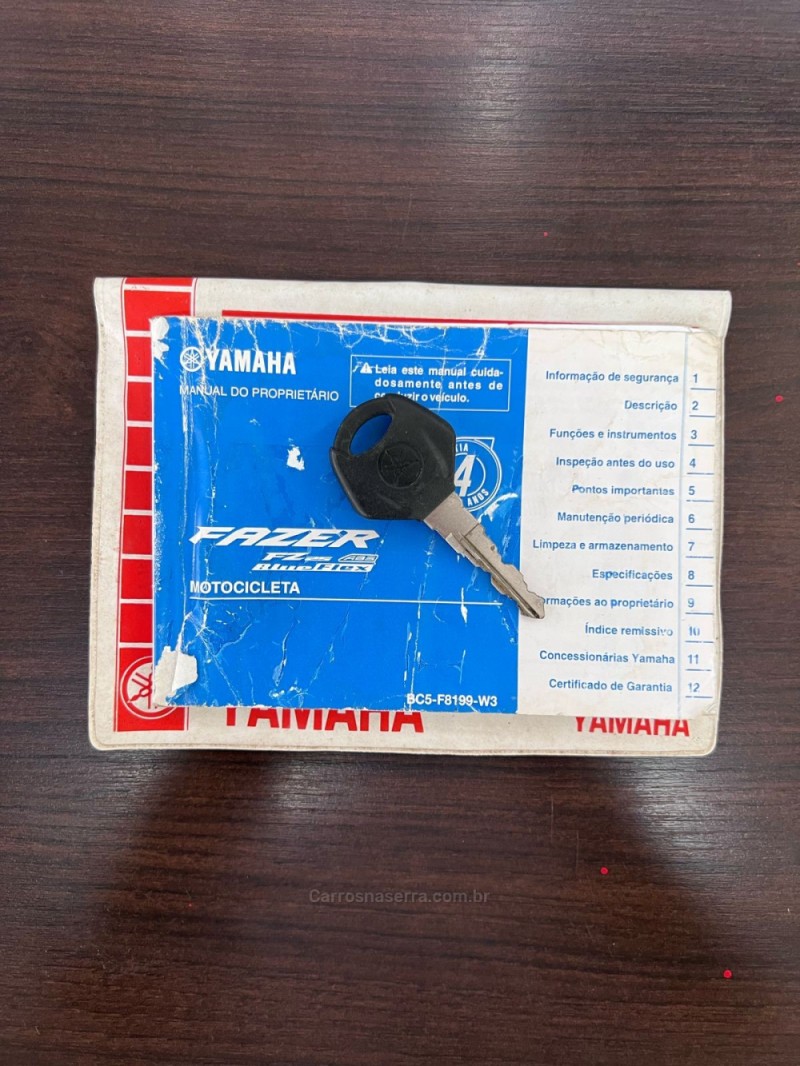 YAMAHA
MANUAL DO PROPRIETÁRIO
Leia este manual cuida-
dosamente antes de
o veículo.
4
ANOS
FAZER
FZ25 ABS
BlueFlex
MOTOCICLETA
BC5-F8199-W3
Informação de segurança 1
Descrição 2
Funções e instrumentos 3
Inspeção antes do uso 4
Pontos importantes 5
Manutenção periódica 6
Limpeza e armazenamento 7
Especificações 8
ormações ao proprietário 9
Índice remissivo 10
Concessionárias Yamaha 11
Certificado de Garantia 12
YAMAHA
YAMAHA
Carrosnaserra.com.br